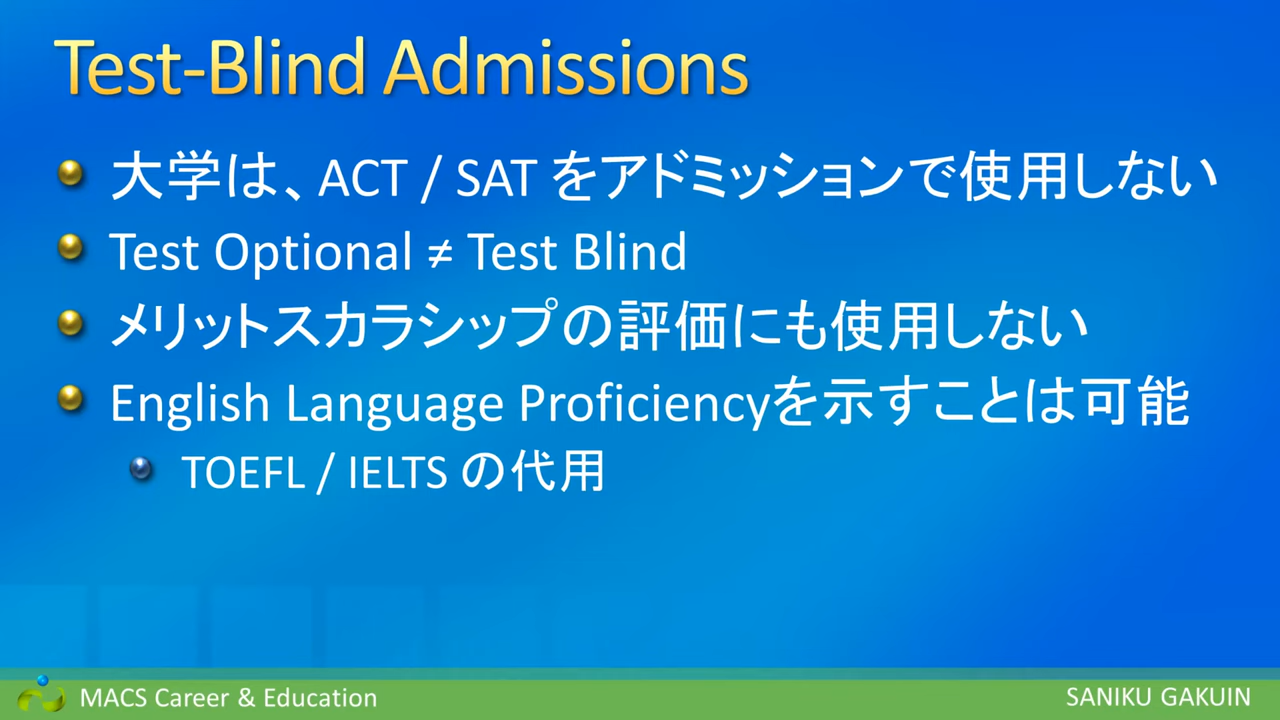 Test-Blind Admissions
大学は、ACT / SAT をアドミッションで使用しない
Test Optional ≠ Test Blind
メリットスカラシップの評価にも使用しない
English Language Proficiencyを示すことは可能
TOEFL / IELTS の代用
MACS Career & Education
SANIKU GAKUIN